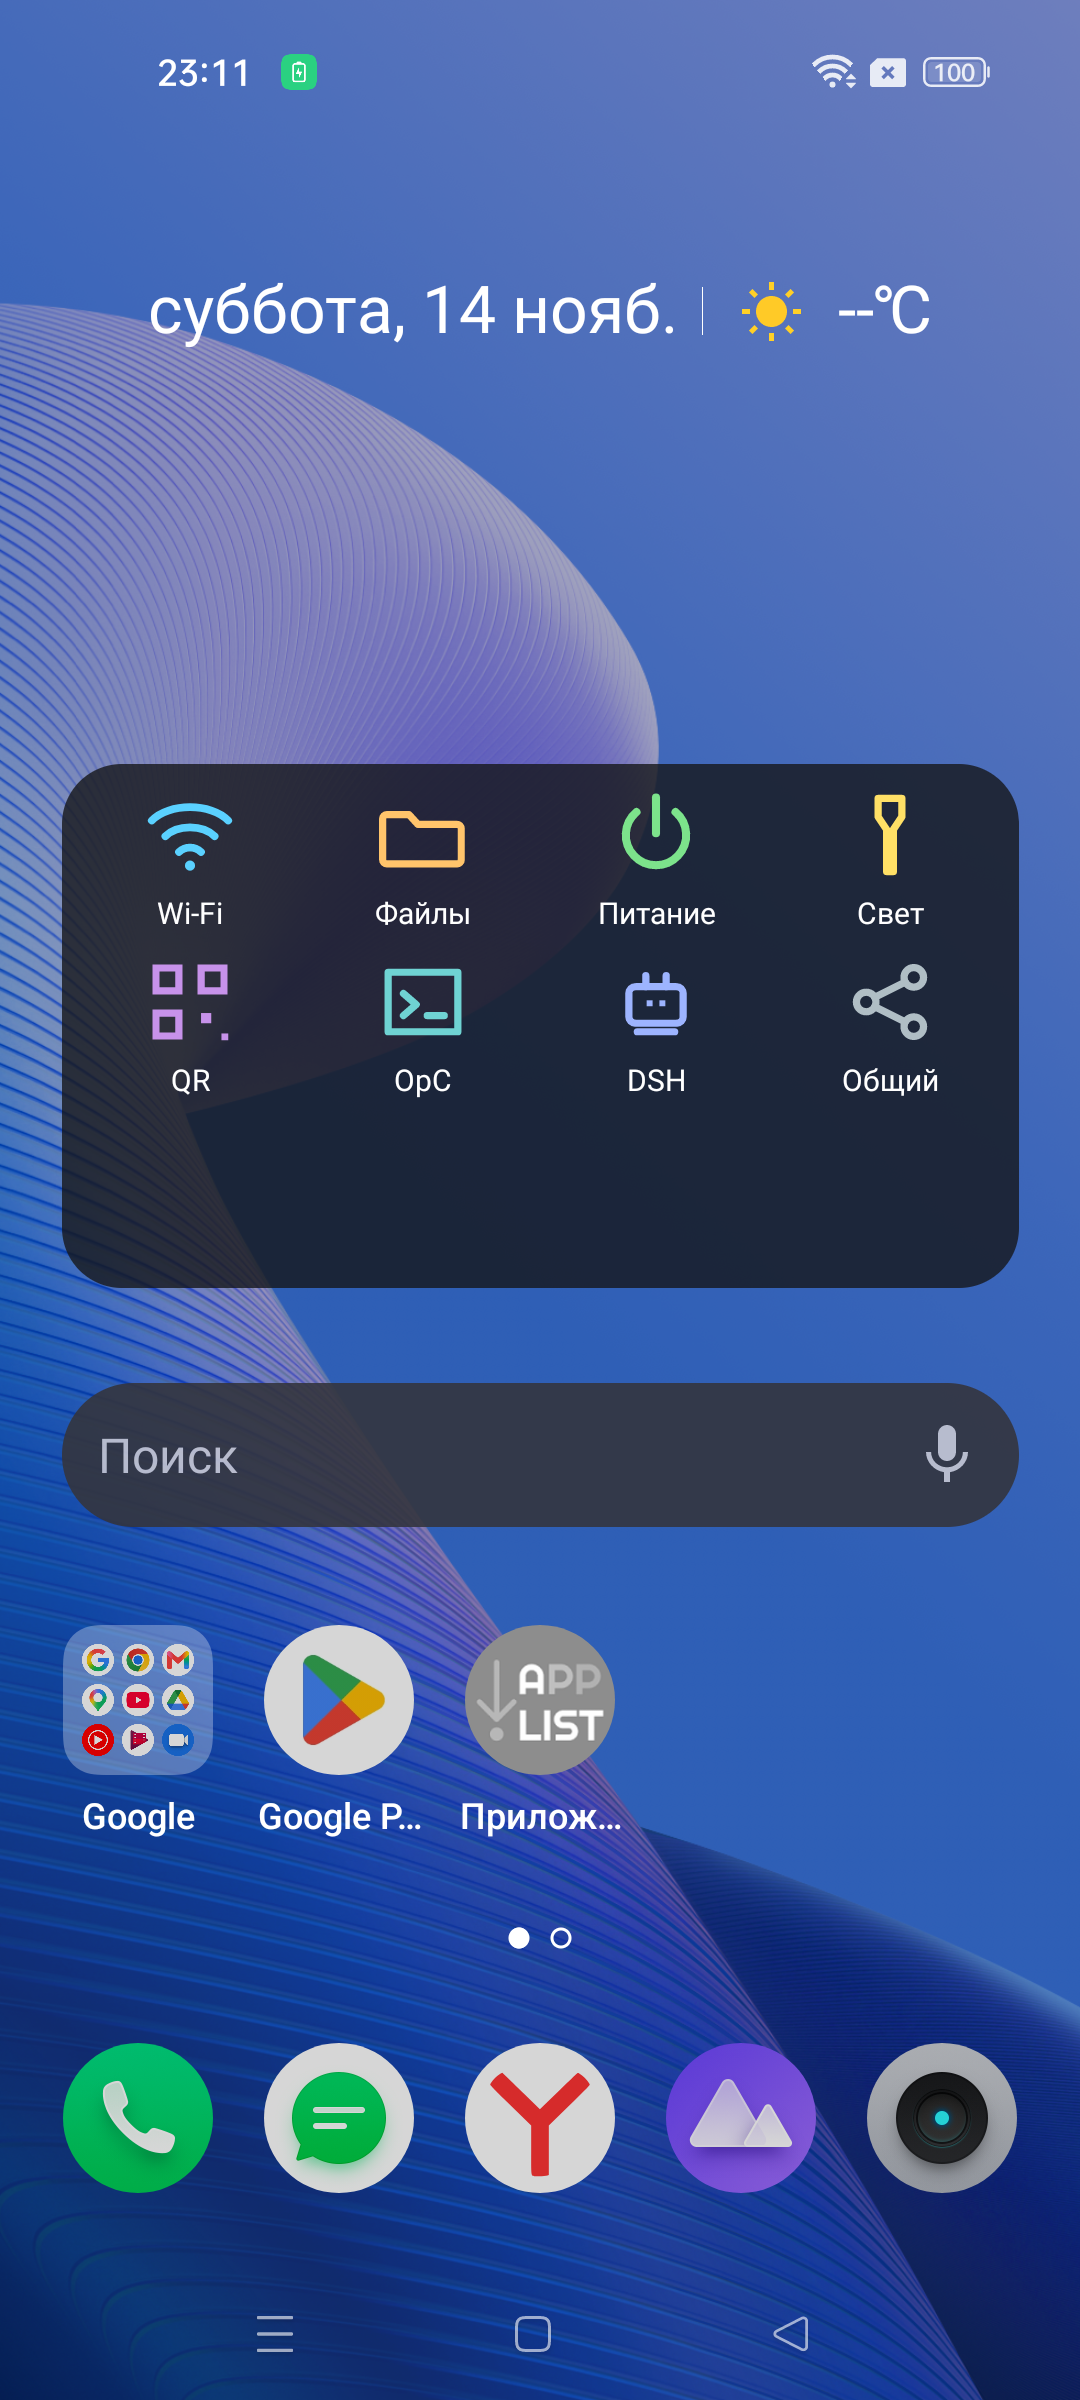 23:11
100
суббота, 14 нояб.
--°C
Wi-Fi
Файлы
Питание
Свет
QR
OpC
DSH
Общий
Поиск
APP
LIST
Google
Google P...
Прилож...